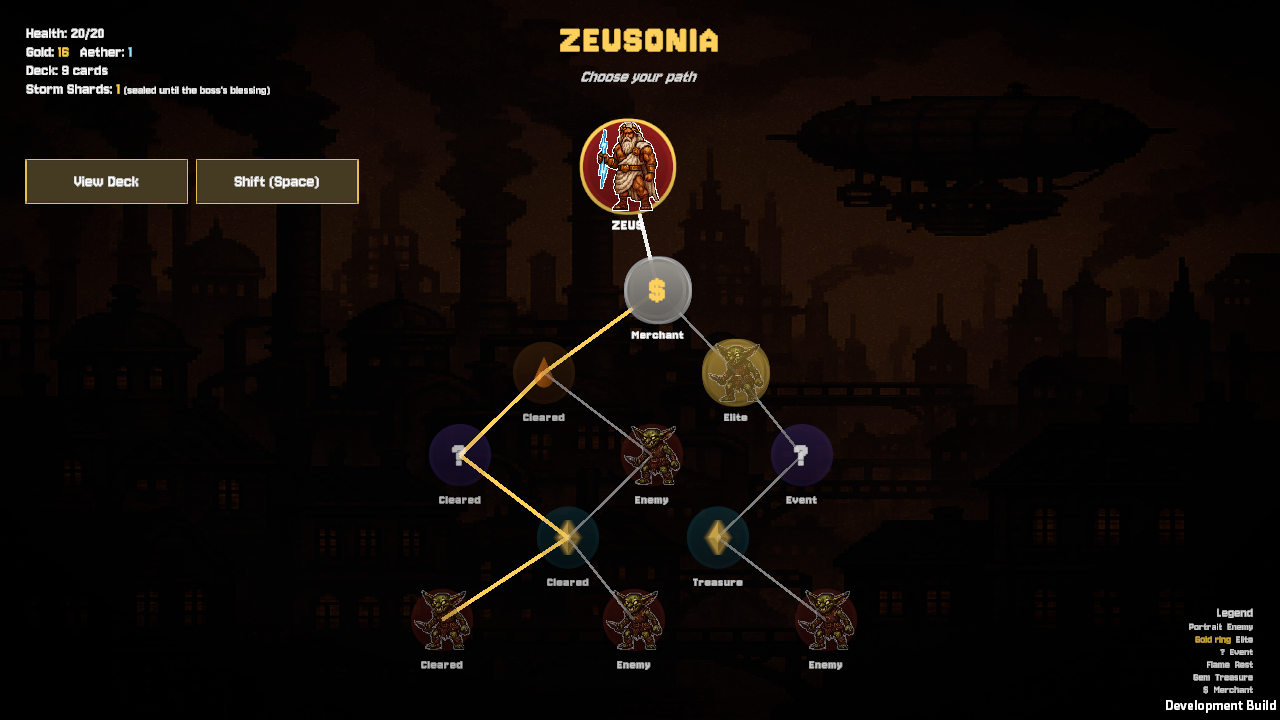 Health: 20/20
Gold: 16 Aether: 1
Deck: 9 cards
Storm Shards: 1 (sealed until the boss's blessing)
ZEUSONIA
Choose your path
View Deck
Shift (Space)
ZEUS
$
Merchant
Cleared
Elite
?
?
Cleared
Enemy
Event
Cleared
Treasure
Cleared
Enemy
Enemy
Legend
Portrait Enemy
Gold ring Elite
? Event
Flame Rest
Gem Treasure
$ Merchant
Development Build